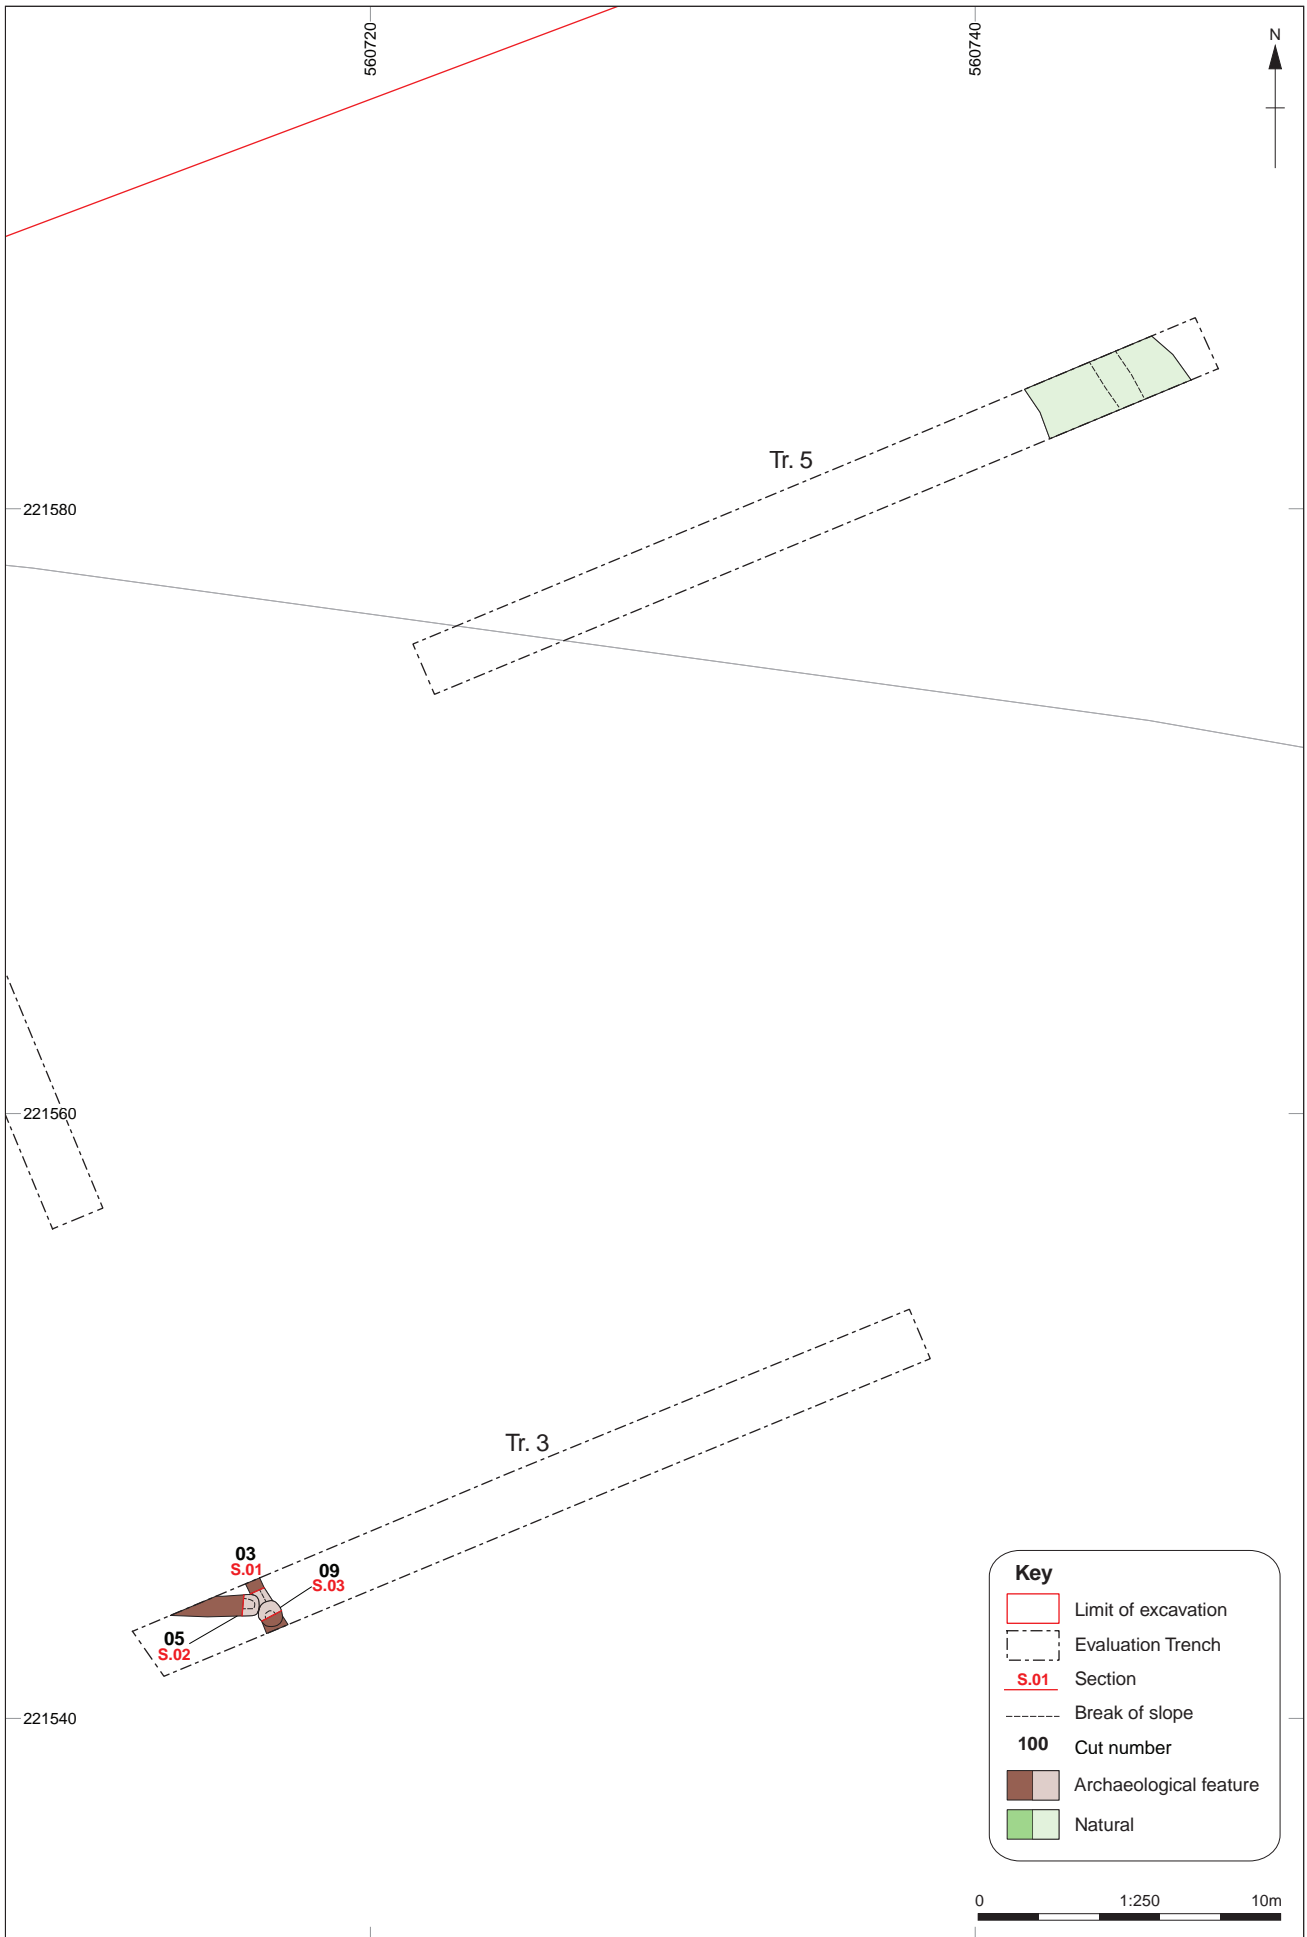 560720
560740
N
Tr. 5
221580
221560
Tr. 3
03
S.01
09
S.03
05
S.02
221540
Key
Limit of excavation
Evaluation Trench
S.01 Section
Break of slope
100 Cut number
Archaeological feature
Natural
0 1:250 10m